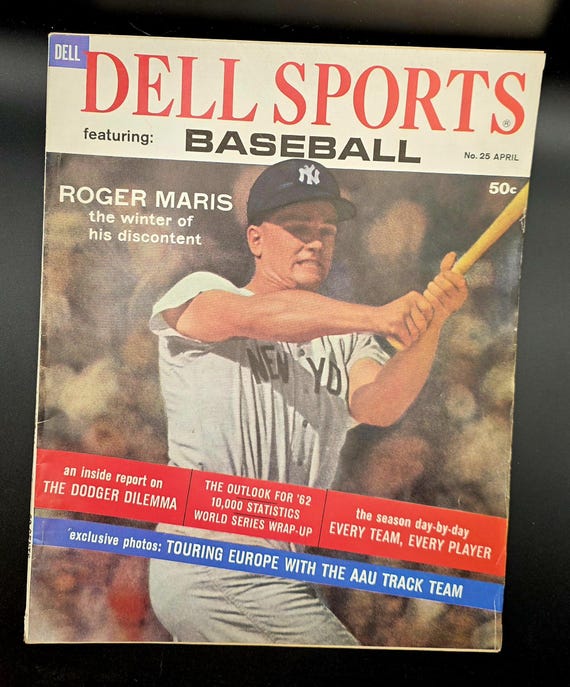 DELL
DELL SPORTS®
featuring: BASEBALL
No. 25 APRIL
50c
ROGER MARIS
the winter of
his discontent
NY
NEW YO
an inside report on
THE DODGER DILEMMA
THE OUTLOOK FOR '62
10,000 STATISTICS
WORLD SERIES WRAP-UP
the season day-by-day
EVERY TEAM, EVERY PLAYER
exclusive photos: TOURING EUROPE WITH THE AAU TRACK TEAM